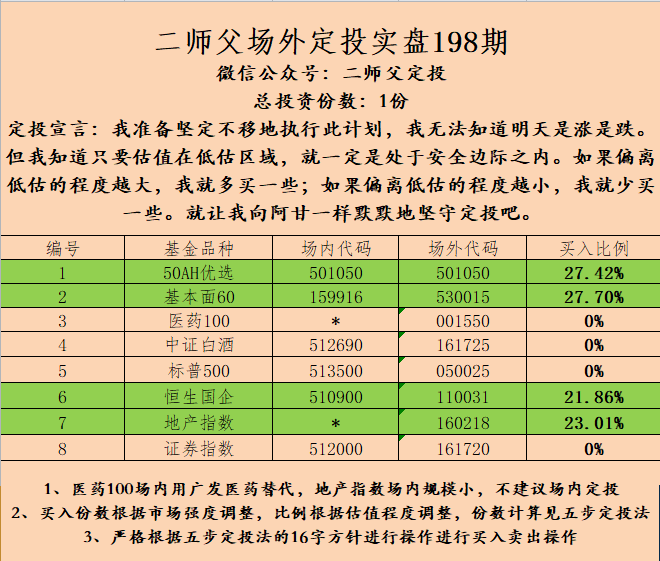 二师父场外定投实盘198期
微信公众号：二师父定投
总投资份数：1份
定投宣言：我准备坚定不移地执行此计划，我无法知道明天是涨是跌。
但我知道只要估值在低估区域，就一定是处于安全边际之内。如果偏离
低估的程度越大，我就多买一些；如果偏离低估的程度越小，我就少买
一些。就让我向阿甘一样默默地坚守定投吧。
编号 基金品种 场内代码 场外代码 买入比例
1 50AH优选 501050 501050 27.42%
2 基本面60 159916 530015 27.70%
3 医药100 * 001550 0%
4 中证白酒 512690 161725 0%
5 标普500 513500 050025 0%
6 恒生国企 510900 110031 21.86%
7 地产指数 * 160218 23.01%
8 证券指数 512000 161720 0%
1、医药100场内用广发医药替代，地产指数场内规模小，不建议场内定投
2、买入份数根据市场强度调整，比例根据估值程度调整，份数计算见五步定投法
3、严格根据五步定投法的16字方针进行操作进行买入卖出操作